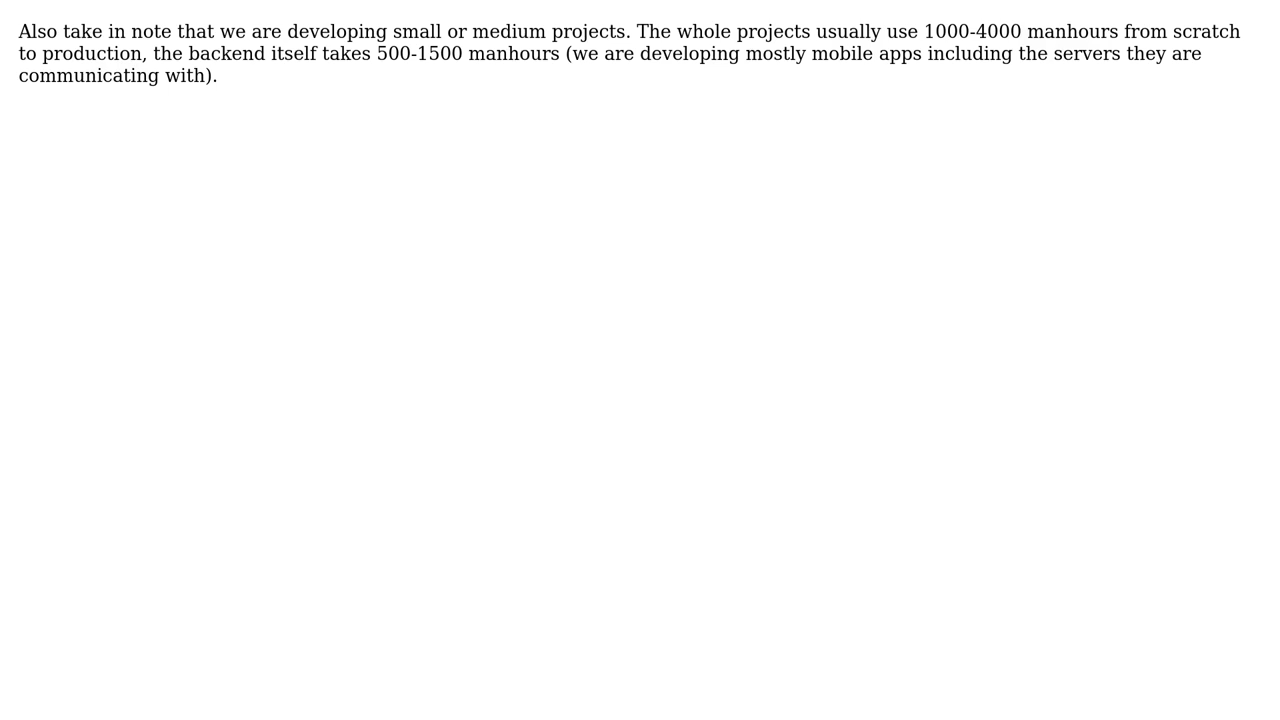 Also take in note that we are developing small or medium projects. The whole projects usually use 1000-4000 manhours from scratch
to production, the backend itself takes 500-1500 manhours (we are developing mostly mobile apps including the servers they are
communicating with).